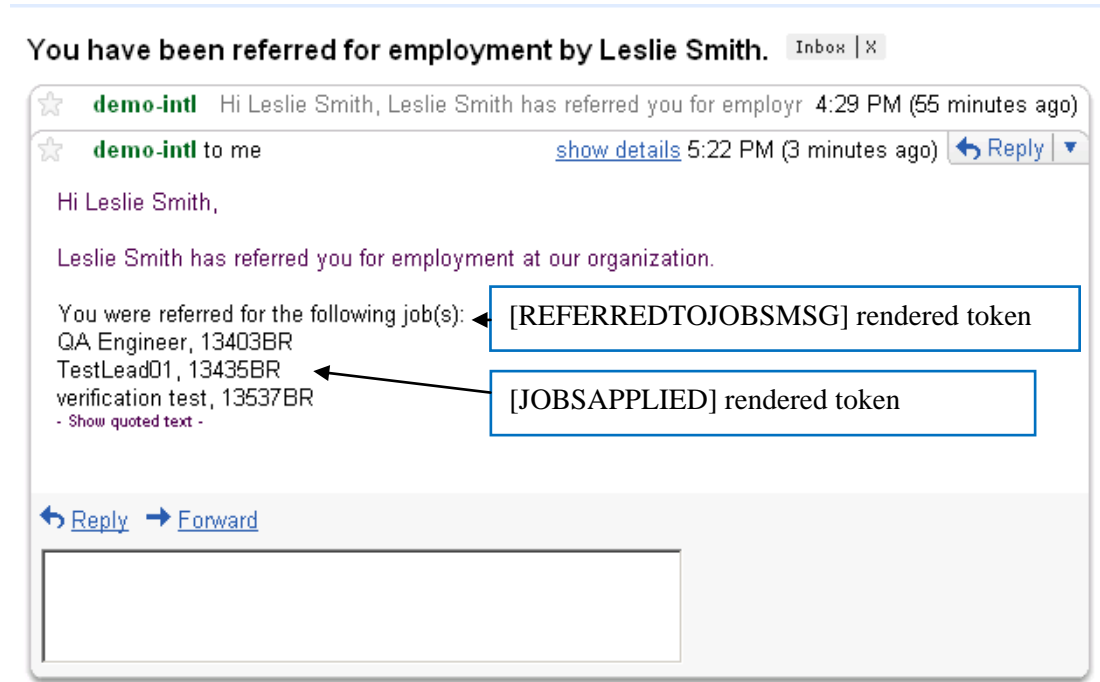 You have been referred for employment by Leslie Smith. Inbox | X
demo-intl Hi Leslie Smith, Leslie Smith has referred you for employr 4:29 PM (55 minutes ago)
demo-intl to me show details 5:22 PM (3 minutes ago) Reply
Hi Leslie Smith,
Leslie Smith has referred you for employment at our organization.
You were referred for the following job(s): [REFERREDTOJOBSMSG] rendered token
QA Engineer, 13403BR
TestLead01, 13435BR
verification test, 13537BR [JOBSAPPLIED] rendered token
- Show quoted text -
Reply Forward